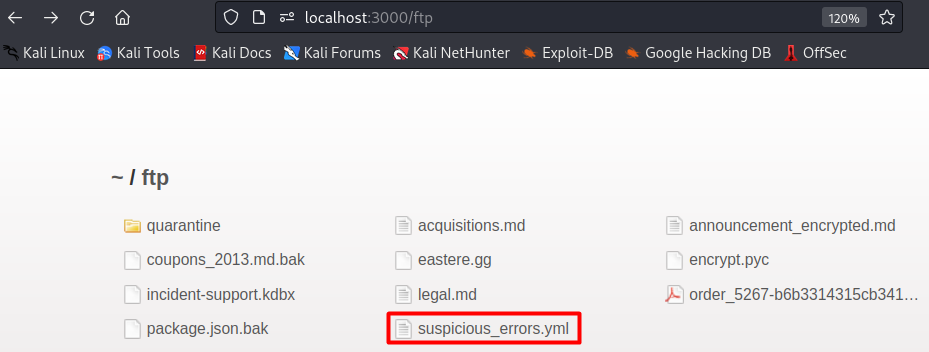 localhost:3000/ftp 120%
Kali Linux Kali Tools Kali Docs Kali Forums Kali NetHunter Exploit-DB Google Hacking DB OffSec
~ / ftp
quarantine acquisitions.md announcement_encrypted.md
coupons_2013.md.bak eastere.gg encrypt.pyc
incident-support.kdbx legal.md order_5267-b6b3314315cb341…
package.json.bak suspicious_errors.yml